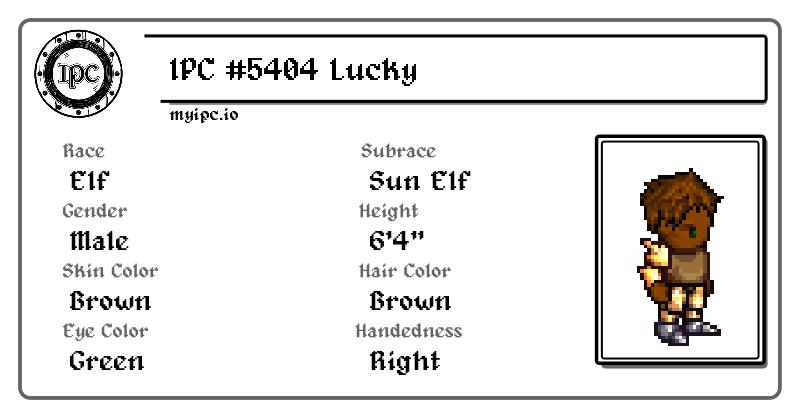 IPC
IPC #5404 Lucky
myipc.io
Race
Elf
Subrace
Sun Elf
Gender
Male
Height
6'4"
Skin Color
Brown
Hair Color
Brown
Eye Color
Green
Handedness
Right